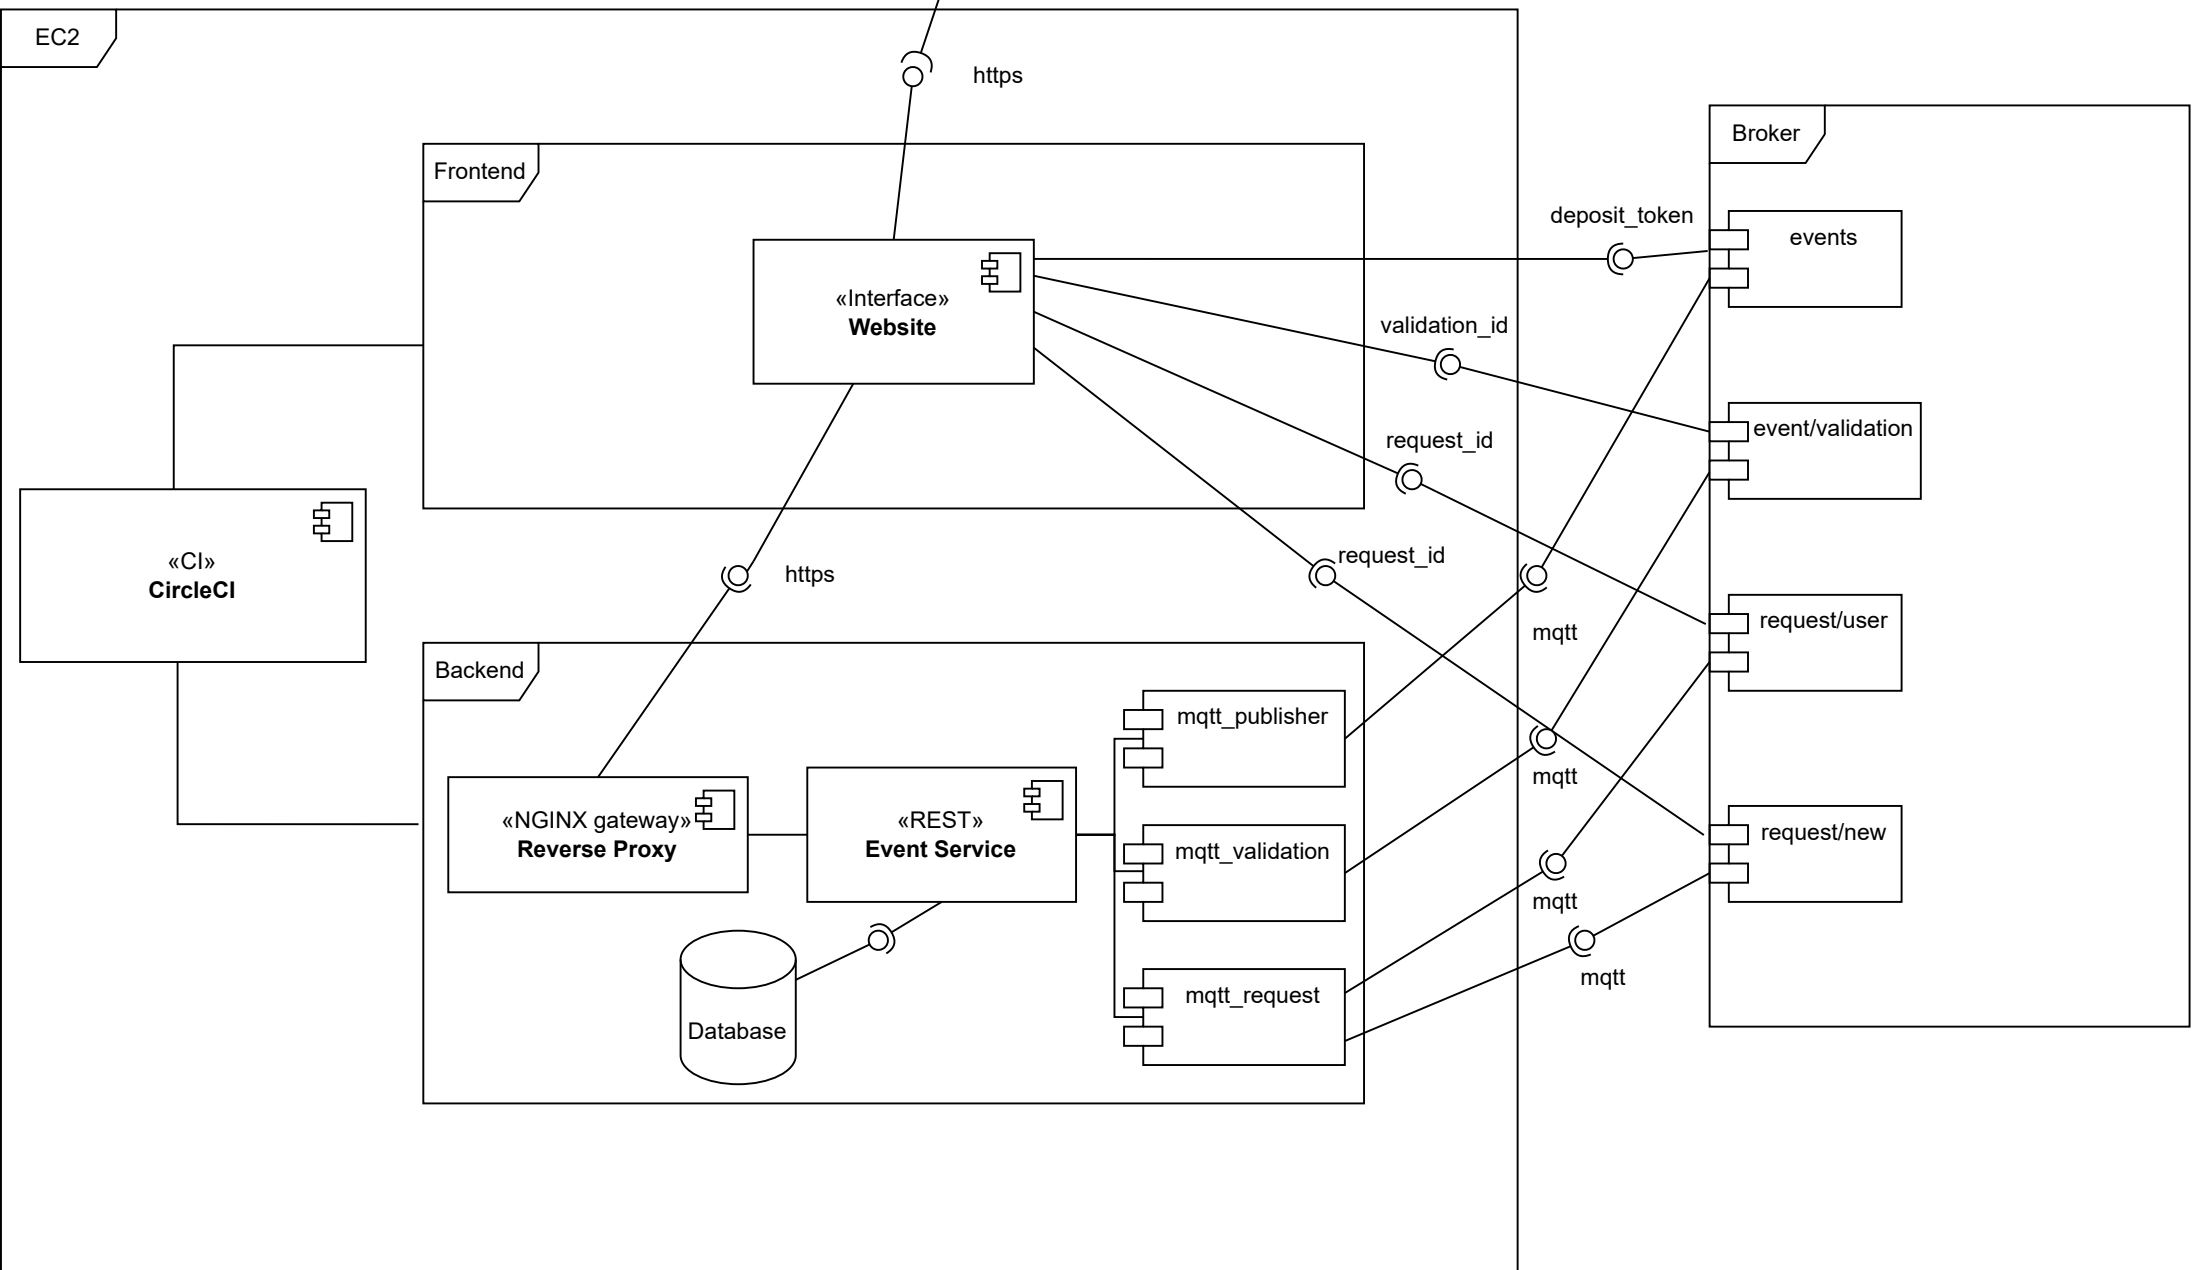 EC2
https
Broker
Frontend
deposit_token
events
«Interface»
Website
validation_id
event/validation
request_id
«CI»
CircleCI
https
request_id
mqtt
request/user
Backend
mqtt_publisher
mqtt
«NGINX gateway»
Reverse Proxy
«REST»
Event Service
mqtt_validation
request/new
mqtt
mqtt
mqtt_request
Database